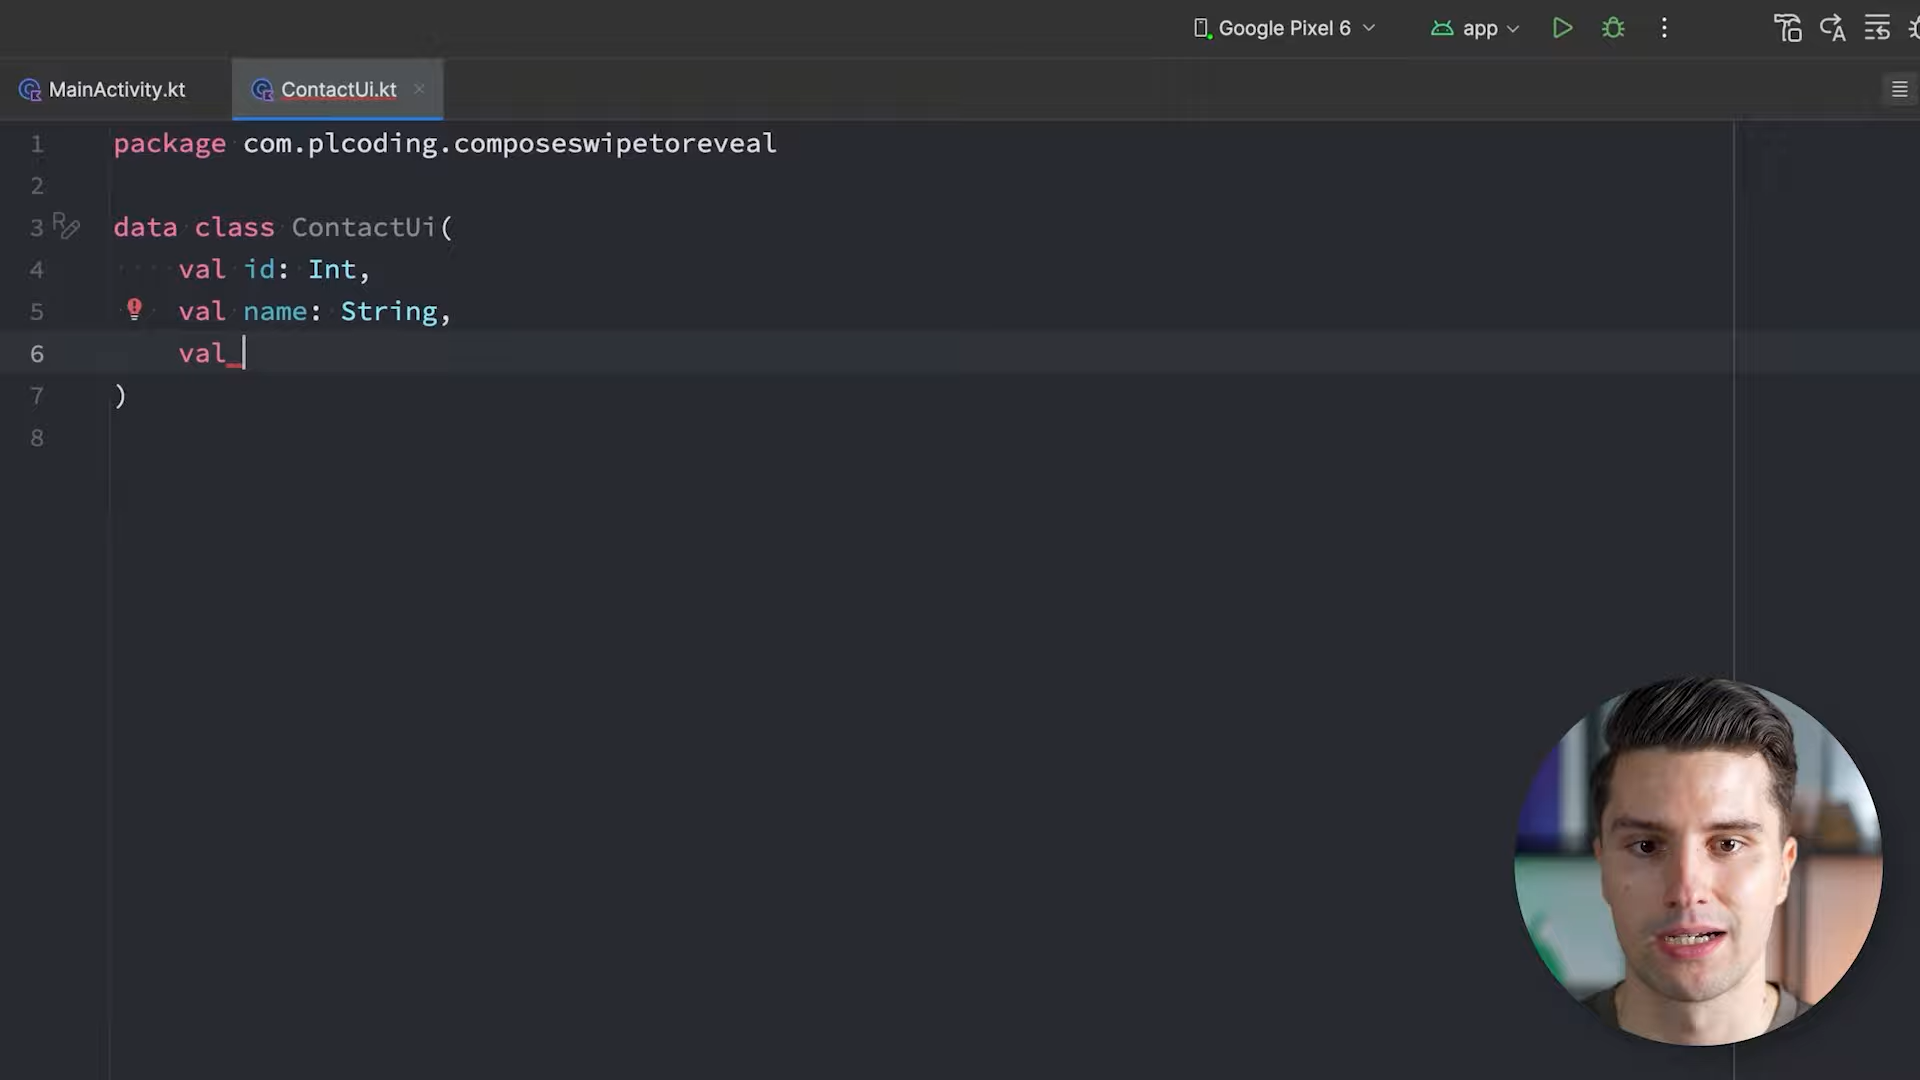 Google Pixel 6
app
MainActivity.kt
ContactUi.kt
1 package com.plcoding.composeswipetoreveal
2
3 data class ContactUi(
4 val id: Int,
5 val name: String,
6 val
7 )
8